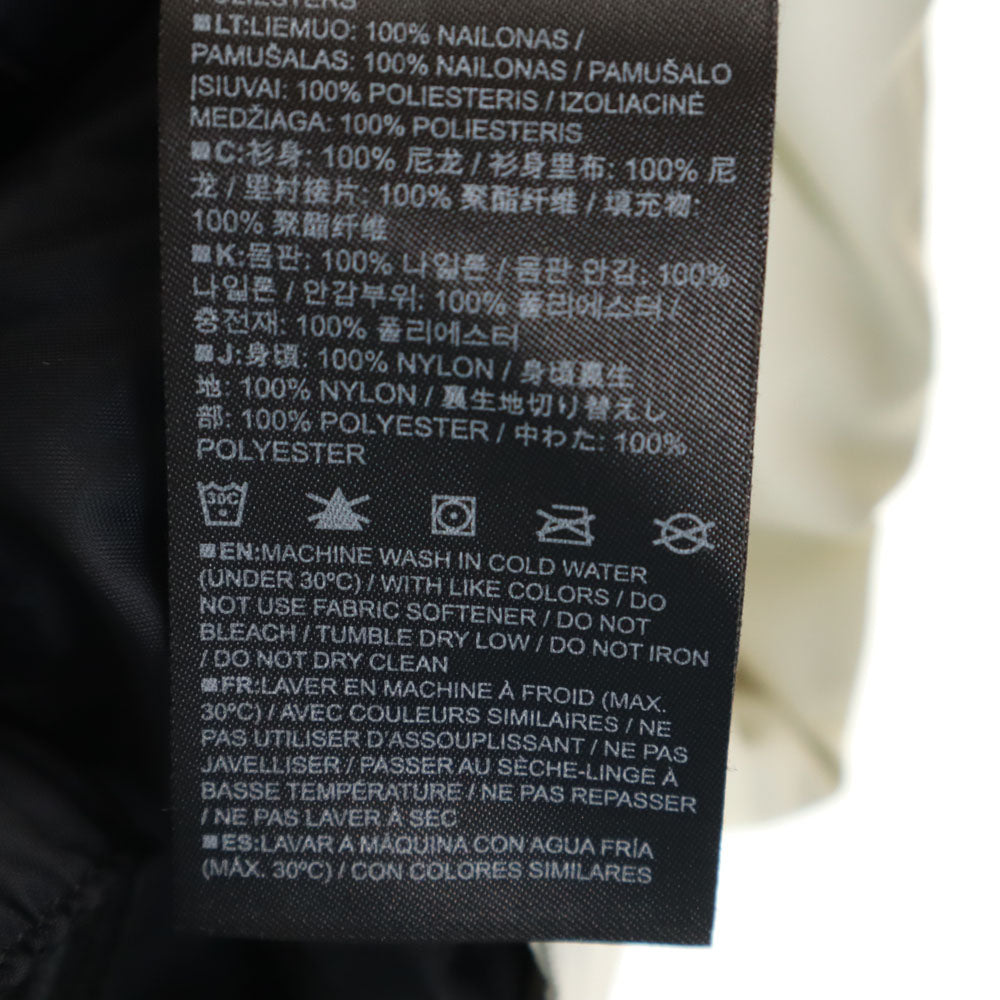 POLIESTERS
■LT:LIEMUO: 100% NAILONAS /
PAMUŠALAS: 100% NAILONAS / PAMUŠALO
ĮSIUVAI: 100% POLIESTERIS / IZOLIACINĖ
MEDŽIAGA: 100% POLIESTERIS
■C:衫身: 100% 尼龙 / 衫身里布: 100% 尼
龙 / 里衬接片: 100% 聚酯纤维 / 填充物:
100% 聚酯纤维
■K:몸판: 100% 나일론 / 몸판 안감: 100%
나일론 / 안감부위: 100% 폴리에스터 /
충전재: 100% 폴리에스터
■J:身頃: 100% NYLON / 身頃裏生
地: 100% NYLON / 裏生地切り替えし
部: 100% POLYESTER / 中わた: 100%
POLYESTER
30C
■EN:MACHINE WASH IN COLD WATER
(UNDER 30ºC) / WITH LIKE COLORS / DO
NOT USE FABRIC SOFTENER / DO NOT
BLEACH / TUMBLE DRY LOW / DO NOT IRON
/ DO NOT DRY CLEAN
■FR:LAVER EN MACHINE À FROID (MAX.
30ºC) / AVEC COULEURS SIMILAIRES / NE
PAS UTILISER D'ASSOUPLISSANT / NE PAS
JAVELLISER / PASSER AU SÈCHE-LINGE À
BASSE TEMPÉRATURE / NE PAS REPASSER
/ NE PAS LAVER À SEC
■ES:LAVAR A MÁQUINA CON AGUA FRÍA
(MÁX. 30ºC) / CON COLORES SIMILARES